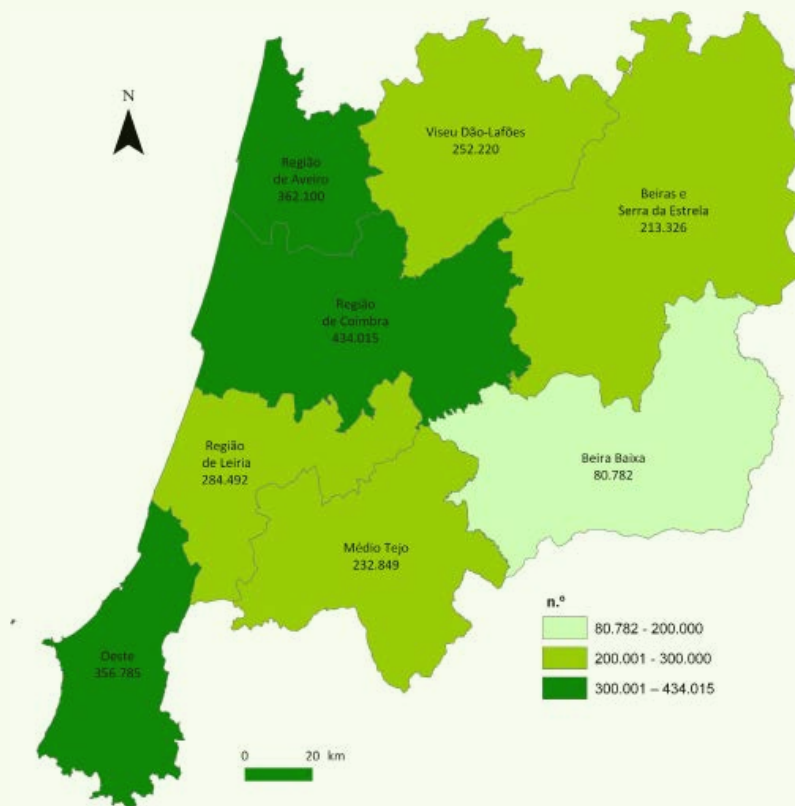 N
Viseu Dão-Lafões
252.220
Região
de Aveiro
362.100
Beiras e
Serra da Estrela
213.326
Região
de Coimbra
434.015
Região
de Leiria
284.492
Beira Baixa
80.782
Médio Tejo
232.849
Oeste
356.785
n.º
80.782 - 200.000
200.001 - 300.000
300.001 – 434.015
0 20 km